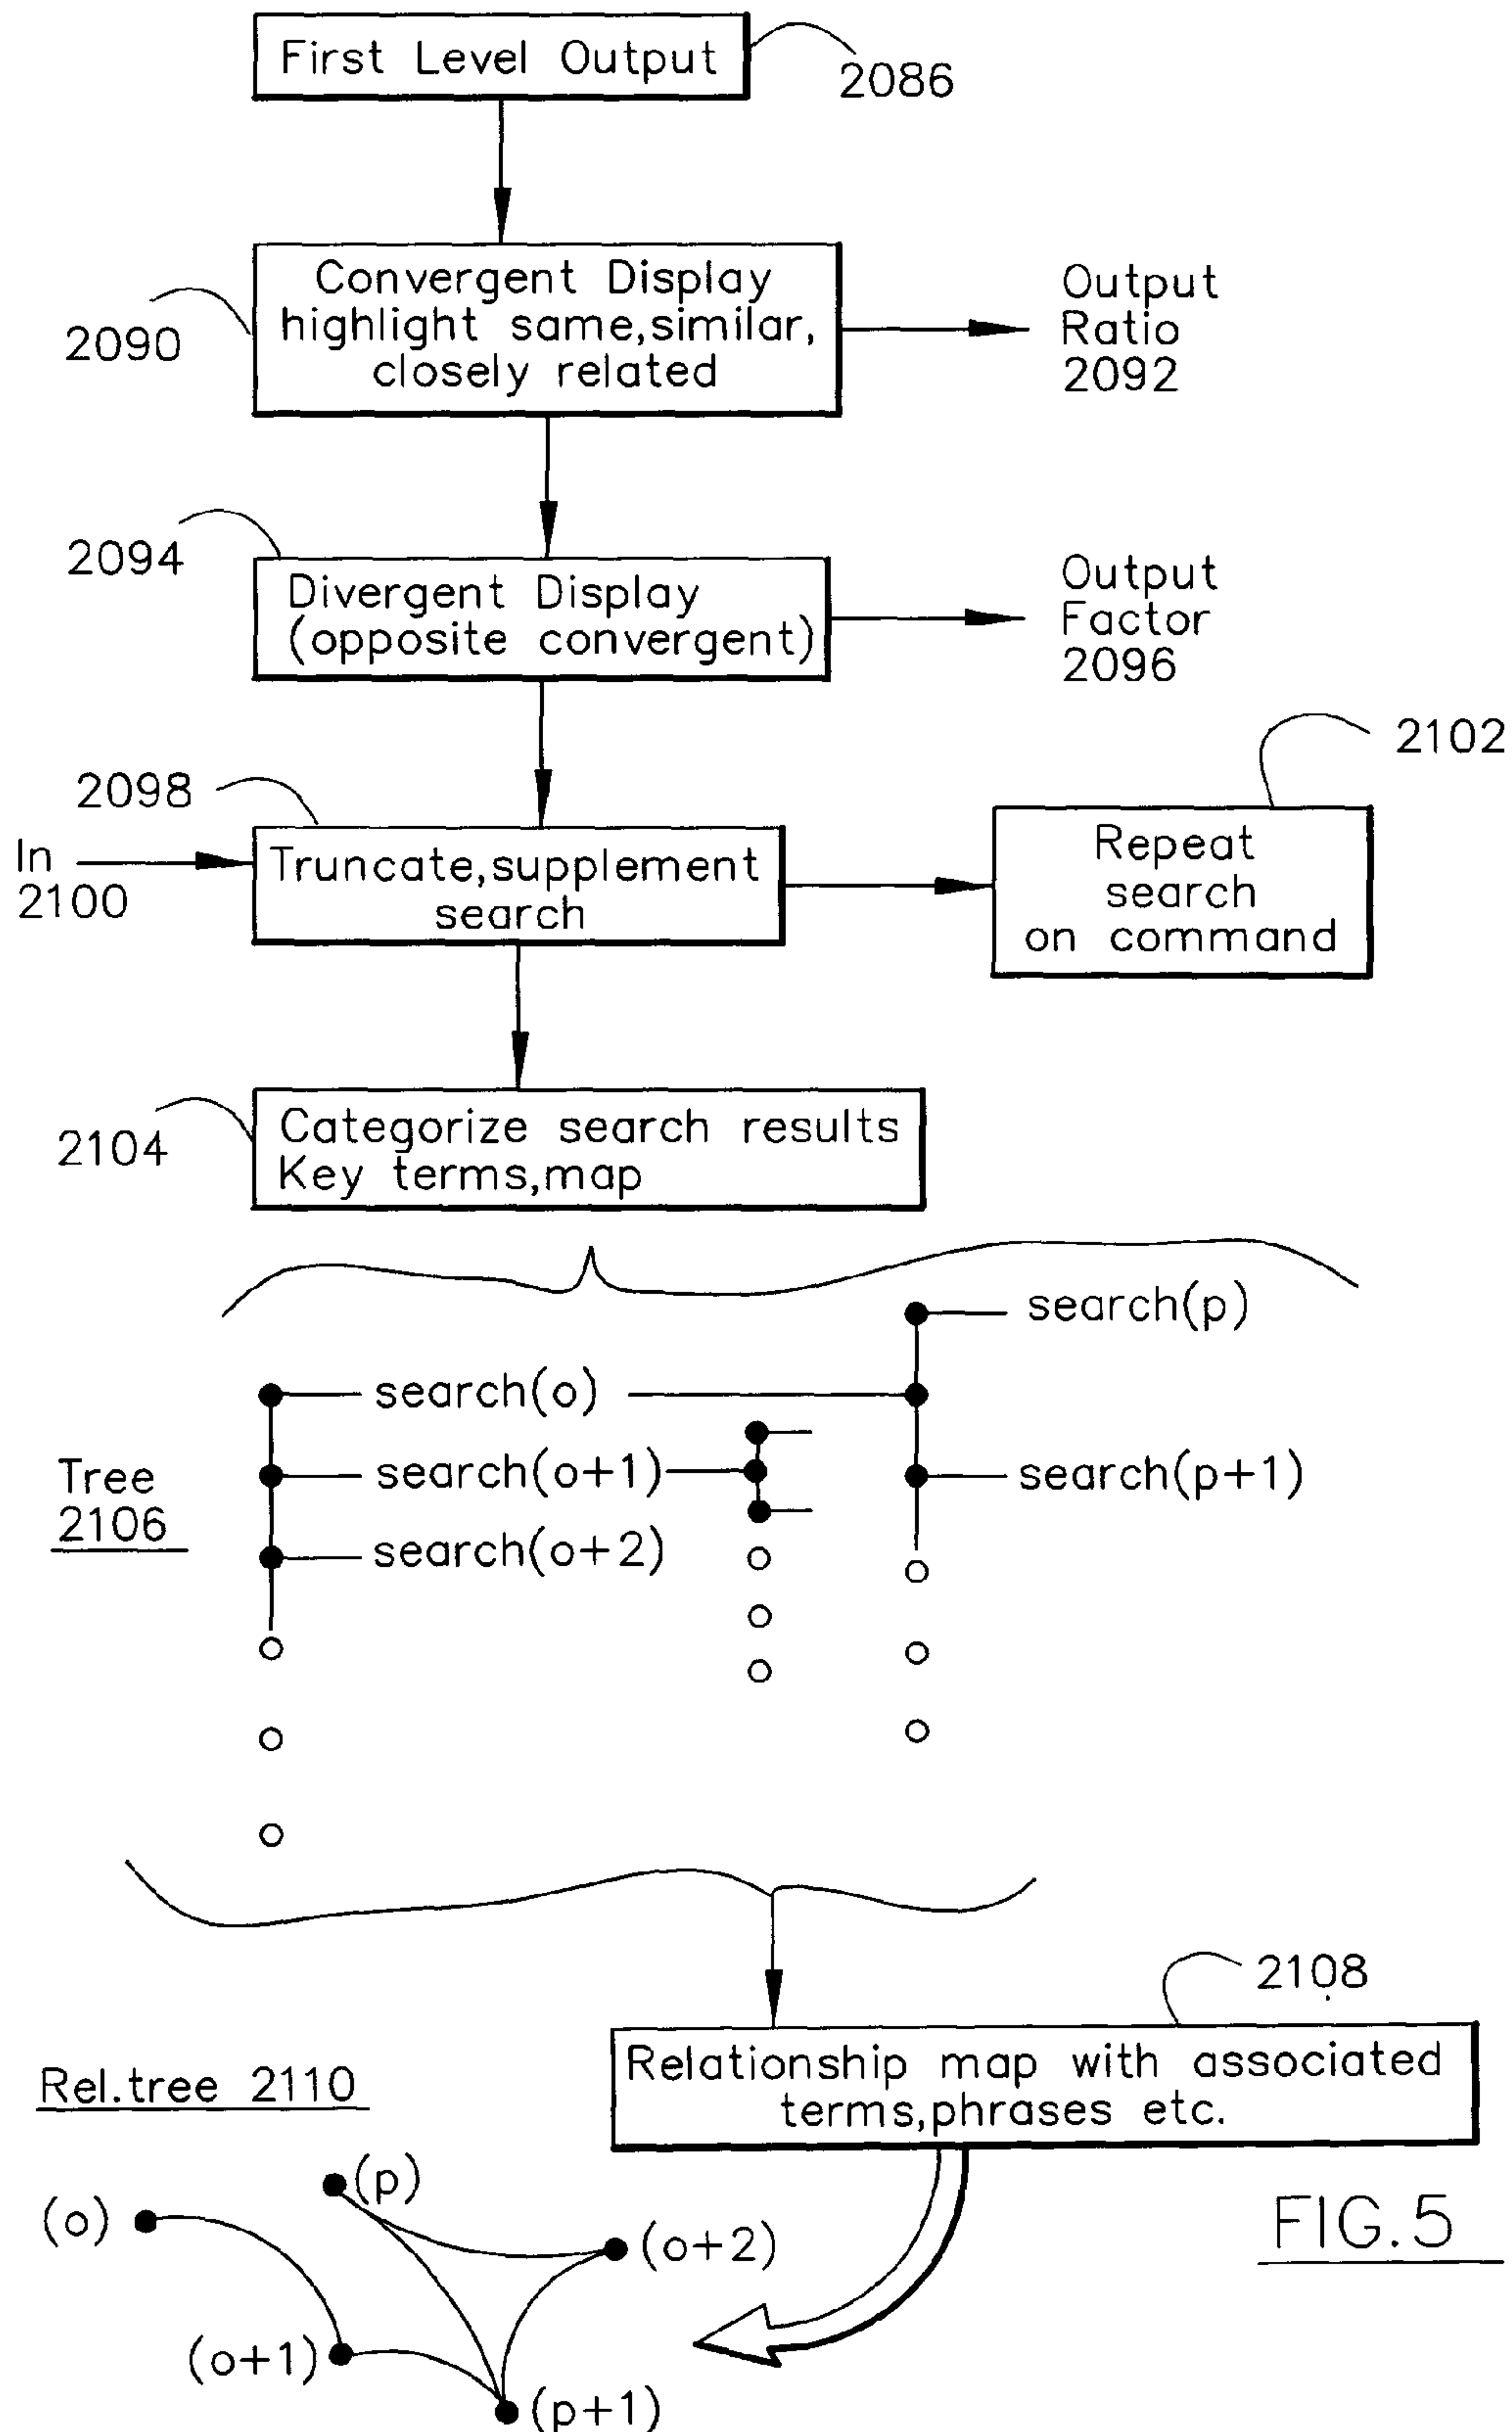 First Level Output
2086
Convergent Display
highlight same,similar,
closely related
2090
Output
Ratio
2092
2094
Divergent Display
(opposite convergent)
Output
Factor
2096
2098
In
2100
Truncate,supplement
search
2102
Repeat
search
on command
2104
Categorize search results
Key terms,map
search(p)
search(o)
search(o+1)
search(p+1)
search(o+2)
Tree
2106
2108
Relationship map with associated
terms,phrases etc.
Rel.tree 2110
(p)
(o)
(o+2)
(o+1)
(p+1)
FIG.5